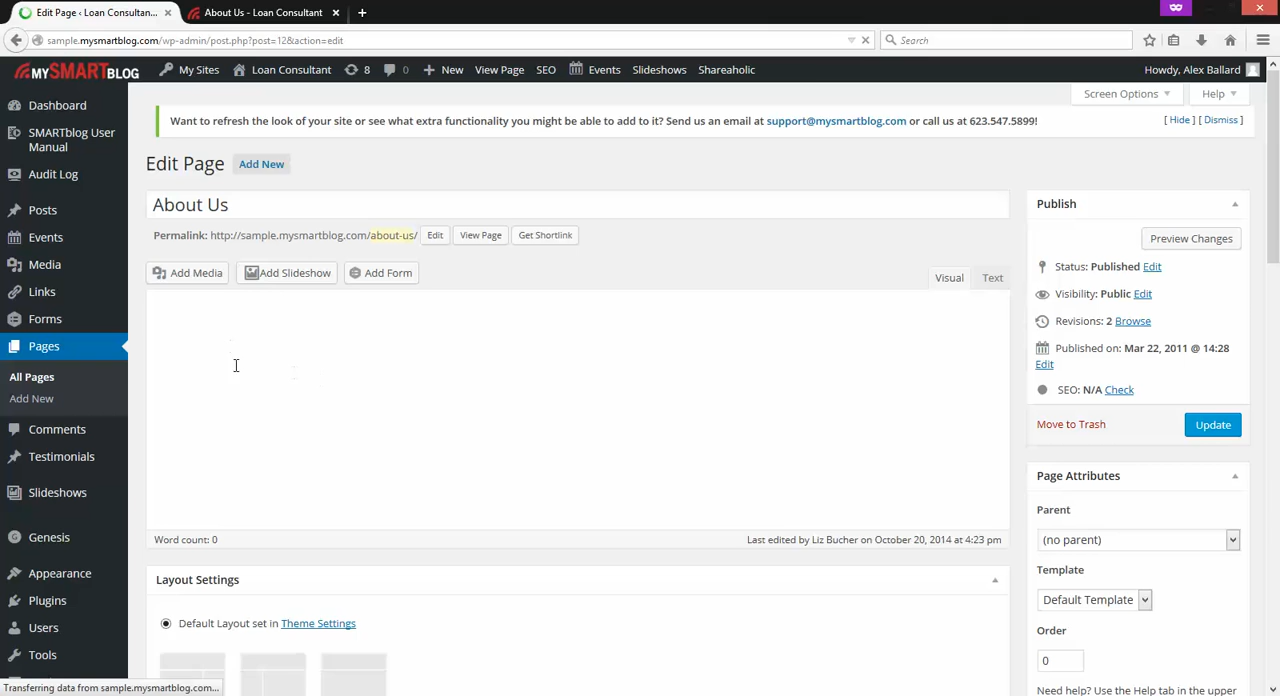 Edit Page ‹ Loan Consultan... ×
About Us - Loan Consultant ×
+
sample.mysmartblog.com/wp-admin/post.php?post=12&action=edit
Search
MYSMARTBLOG My Sites Loan Consultant 8 0 + New View Page SEO Events Slideshows Shareaholic Howdy, Alex Ballard
Screen Options Help
Want to refresh the look of your site or see what extra functionality you might be able to add to it? Send us an email at support@mysmartblog.com or call us at 623.547.5899! [ Hide ] [ Dismiss ]
Dashboard
SMARTblog User
Manual
Audit Log
Posts
Events
Media
Links
Forms
Pages
All Pages
Add New
Comments
Testimonials
Slideshows
Genesis
Appearance
Plugins
Users
Tools
Edit Page Add New
About Us
Permalink: http://sample.mysmartblog.com/about-us/ Edit View Page Get Shortlink
Add Media Add Slideshow Add Form Visual Text
Word count: 0 Last edited by Liz Bucher on October 20, 2014 at 4:23 pm
Layout Settings
Default Layout set in Theme Settings
Publish
Preview Changes
Status: Published Edit
Visibility: Public Edit
Revisions: 2 Browse
Published on: Mar 22, 2011 @ 14:28
Edit
SEO: N/A Check
Move to Trash Update
Page Attributes
Parent
(no parent)
Template
Default Template
Order
0
Need help? Use the Help tab in the upper
Transferring data from sample.mysmartblog.com...